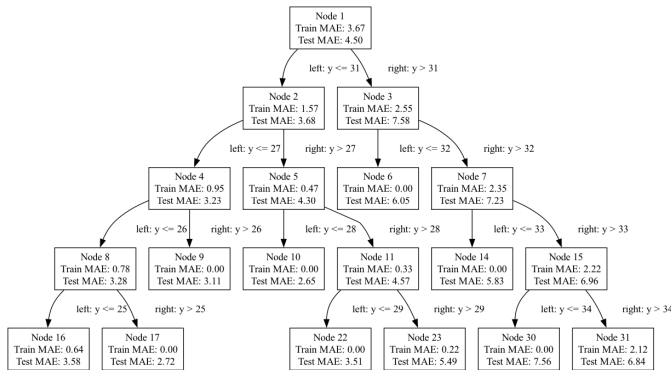 Node 1
Train MAE: 3.67
Test MAE: 4.50
left: y <= 31
right: y > 31
Node 2
Train MAE: 1.57
Test MAE: 3.68
Node 3
Train MAE: 2.55
Test MAE: 7.58
left: y <= 27
right: y > 27
left: y <= 32
right: y > 32
Node 4
Train MAE: 0.95
Test MAE: 3.23
Node 5
Train MAE: 0.47
Test MAE: 4.30
Node 6
Train MAE: 0.00
Test MAE: 6.05
Node 7
Train MAE: 2.35
Test MAE: 7.23
left: y <= 26
right: y > 26
left: y <= 28
right: y > 28
left: y <= 33
right: y > 33
Node 8
Train MAE: 0.78
Test MAE: 3.28
Node 9
Train MAE: 0.00
Test MAE: 3.11
Node 10
Train MAE: 0.00
Test MAE: 2.65
Node 11
Train MAE: 0.33
Test MAE: 4.57
Node 14
Train MAE: 0.00
Test MAE: 5.83
Node 15
Train MAE: 2.22
Test MAE: 6.96
left: y <= 25
right: y > 25
left: y <= 29
right: y > 29
left: y <= 34
right: y > 34
Node 16
Train MAE: 0.64
Test MAE: 3.58
Node 17
Train MAE: 0.00
Test MAE: 2.72
Node 22
Train MAE: 0.00
Test MAE: 3.51
Node 23
Train MAE: 0.22
Test MAE: 5.49
Node 30
Train MAE: 0.00
Test MAE: 7.56
Node 31
Train MAE: 2.12
Test MAE: 6.84